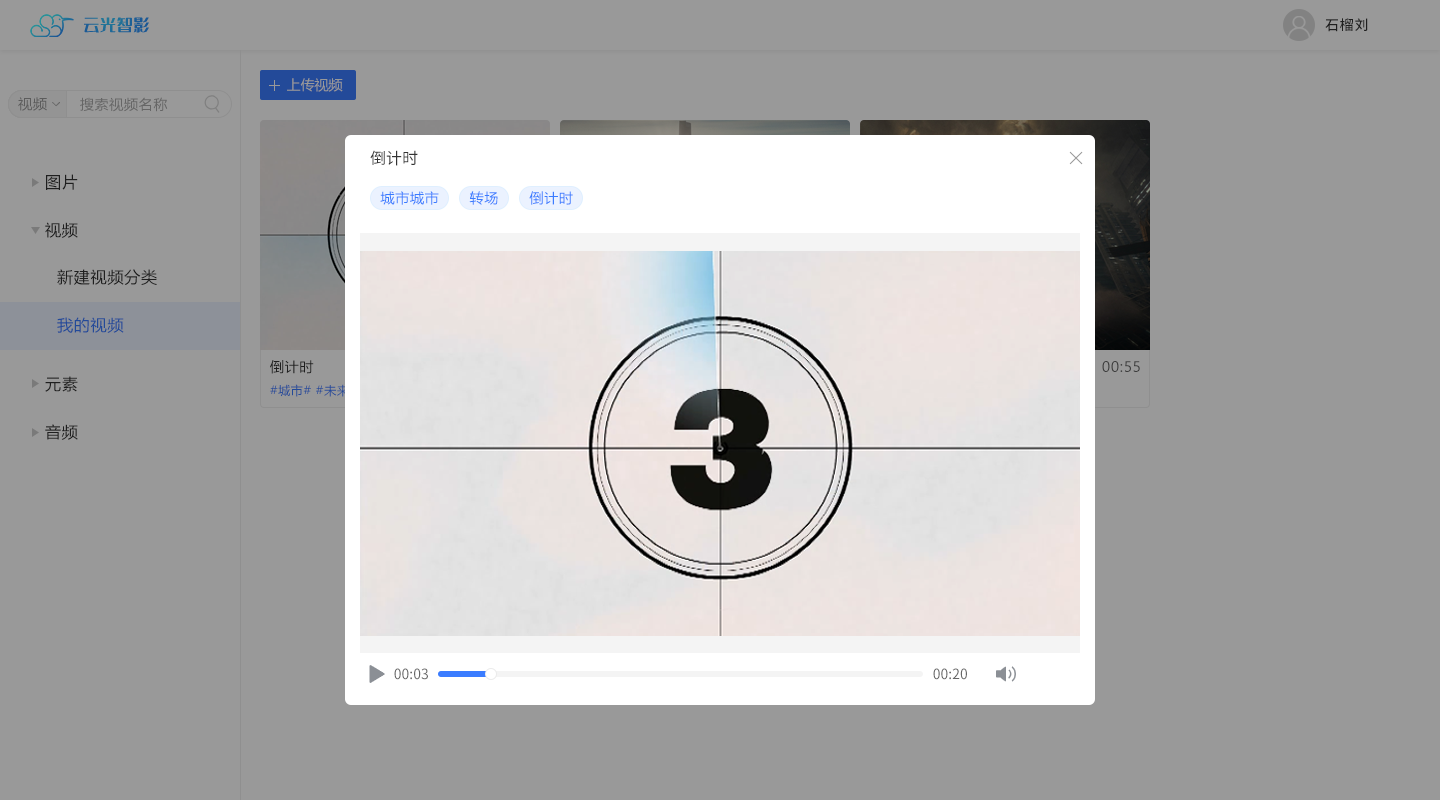 云光智影
石榴刘
上传视频
视频
搜索视频名称
图片
视频
新建视频分类
我的视频
元素
音频
倒计时
城市城市
转场
倒计时
3
00:03
00:20
倒计时
#城市# #未来
00:55